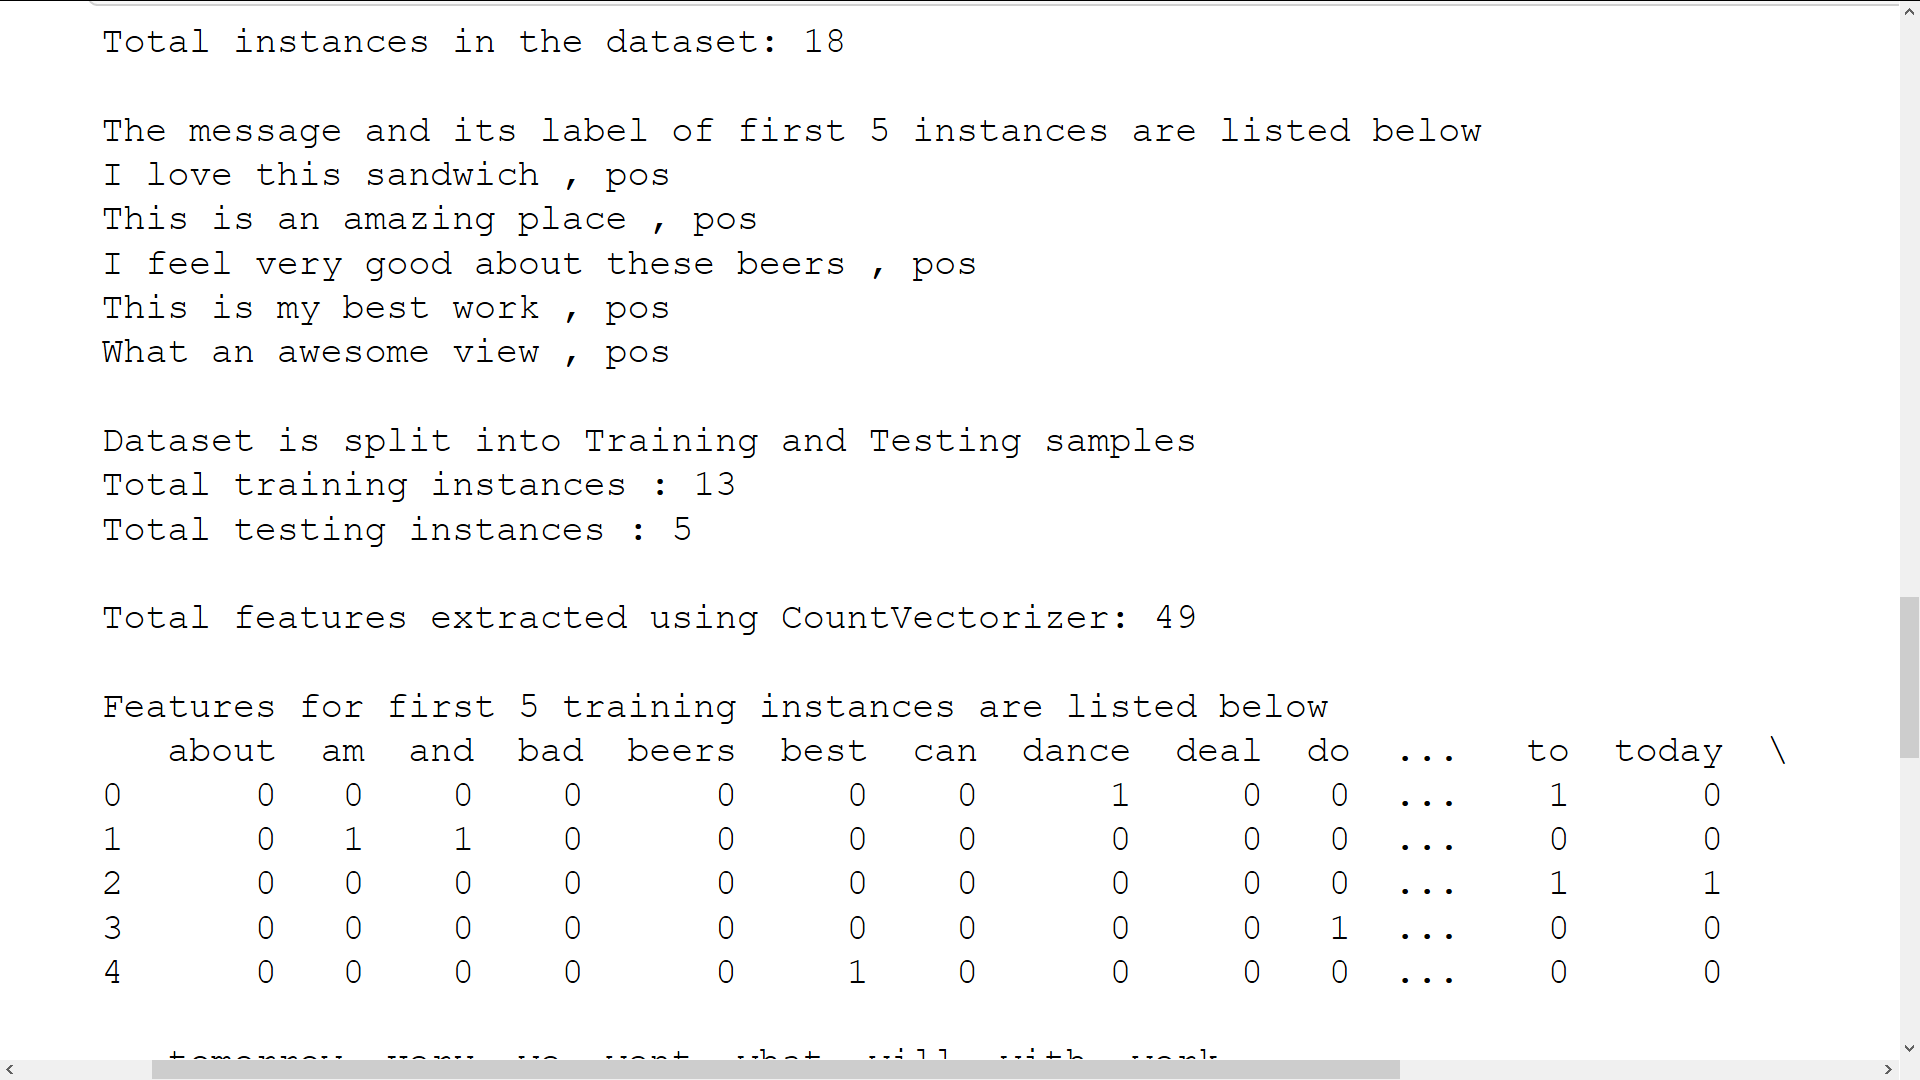 Total instances in the dataset: 18
The message and its label of first 5 instances are listed below
I love this sandwich , pos
This is an amazing place , pos
I feel very good about these beers , pos
This is my best work , pos
What an awesome view , pos
Dataset is split into Training and Testing samples
Total training instances : 13
Total testing instances : 5
Total features extracted using CountVectorizer: 49
Features for first 5 training instances are listed below
about am and bad beers best can dance deal do ... to today \
0 0 0 0 0 0 0 0 1 0 0 ... 1 0
1 0 1 1 0 0 0 0 0 0 0 ... 0 0
2 0 0 0 0 0 0 0 0 0 0 ... 1 1
3 0 0 0 0 0 0 0 0 0 1 ... 0 0
4 0 0 0 0 0 1 0 0 0 0 ... 0 0
tomorrow very we went what will with work